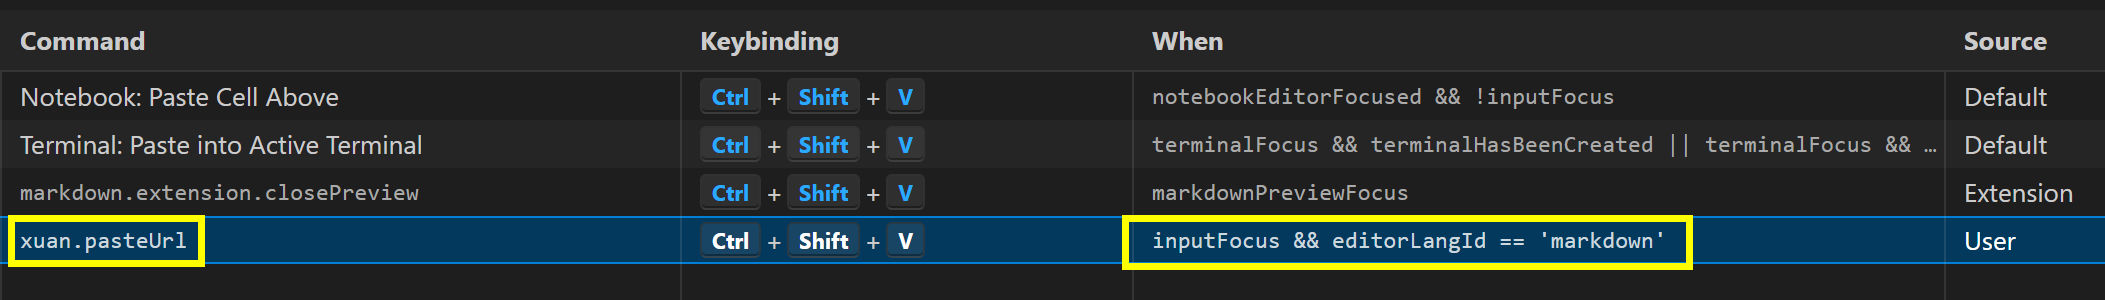 Command Keybinding When Source
Notebook: Paste Cell Above Ctrl + Shift + V notebookEditorFocused && !inputFocus Default
Terminal: Paste into Active Terminal Ctrl + Shift + V terminalFocus && terminalHasBeenCreated || terminalFocus && … Default
markdown.extension.closePreview Ctrl + Shift + V markdownPreviewFocus Extension
xuan.pasteUrl Ctrl + Shift + V inputFocus && editorLangId == 'markdown' User